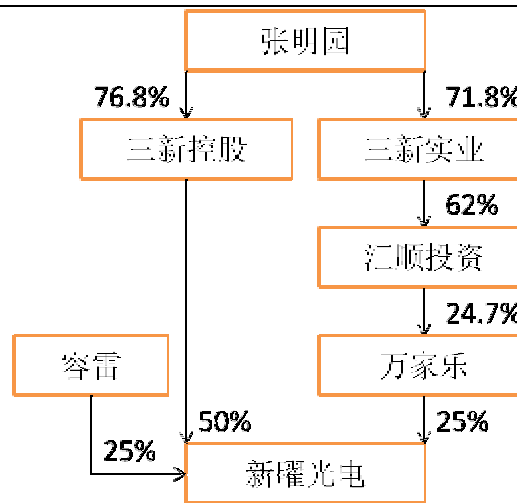 张明园
76.8%
71.8%
三新控股
三新实业
62%
汇顺投资
24.7%
容雷
万家乐
25%
50%
25%
新曜光电